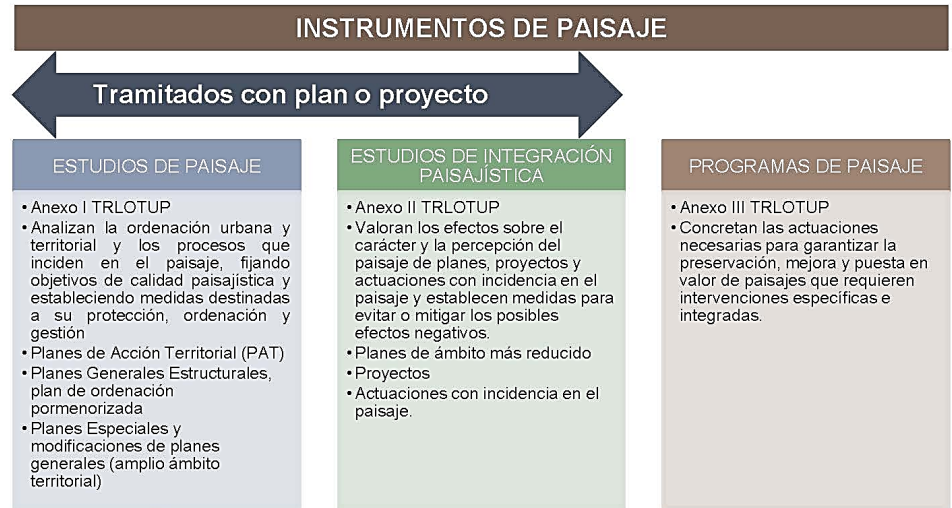 INSTRUMENTOS DE PAISAJE
Tramitados con plan o proyecto
ESTUDIOS DE PAISAJE
• Anexo I TRLOTUP
• Analizan la ordenación urbana y
territorial y los procesos que
inciden en el paisaje, fijando
objetivos de calidad paisajística y
estableciendo medidas destinadas
a su protección, ordenación y
gestión
• Planes de Acción Territorial (PAT)
• Planes Generales Estructurales,
plan de ordenación
pormenorizada
• Planes Especiales y
modificaciones de planes
generales (amplio ámbito
territorial)
ESTUDIOS DE INTEGRACIÓN
PAISAJÍSTICA
• Anexo II TRLOTUP
• Valoran los efectos sobre el
carácter y la percepción del
paisaje de planes, proyectos y
actuaciones con incidencia en el
paisaje y establecen medidas para
evitar o mitigar los posibles
efectos negativos.
• Planes de ámbito más reducido
• Proyectos
• Actuaciones con incidencia en el
paisaje.
PROGRAMAS DE PAISAJE
• Anexo III TRLOTUP
• Concretan las actuaciones
necesarias para garantizar la
preservación, mejora y puesta en
valor de paisajes que requieren
intervenciones específicas e
integradas.